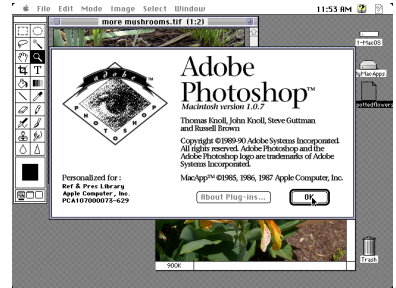 File Edit Mode Image Select Window 11:53 AM
more mushrooms.tif (1:2)
1-MacOS
MyMacApps
pottedflowers
adobe
PHOTOSHOP
Adobe
Photoshop™
Macintosh version 1.0.7
Thomas Knoll, John Knoll, Steve Guttman
and Russell Brown
Copyright ©1989-90 Adobe Systems Incorporated.
All rights reserved. Adobe Photoshop and the
Adobe Photoshop logo are trademarks of Adobe
Systems Incorporated.
MacApp™ ©1985, 1986, 1987 Apple Computer, Inc.
Personalized for :
Ref & Pres Library
Apple Computer, Inc.
PCA107000073-629
About Plug-ins...
OK
900K
Trash